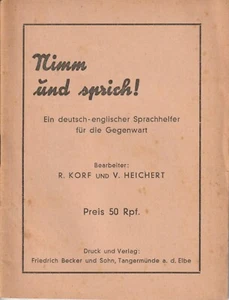 Nimm
und sprich!
Ein deutsch-englischer Sprachhelfer
für die Gegenwart
Bearbeiter:
R. KORF UND V. HEICHERT
Preis 50 Rpf.
Druck und Verlag:
Friedrich Becker und Sohn, Tangermünde a. d. Elbe